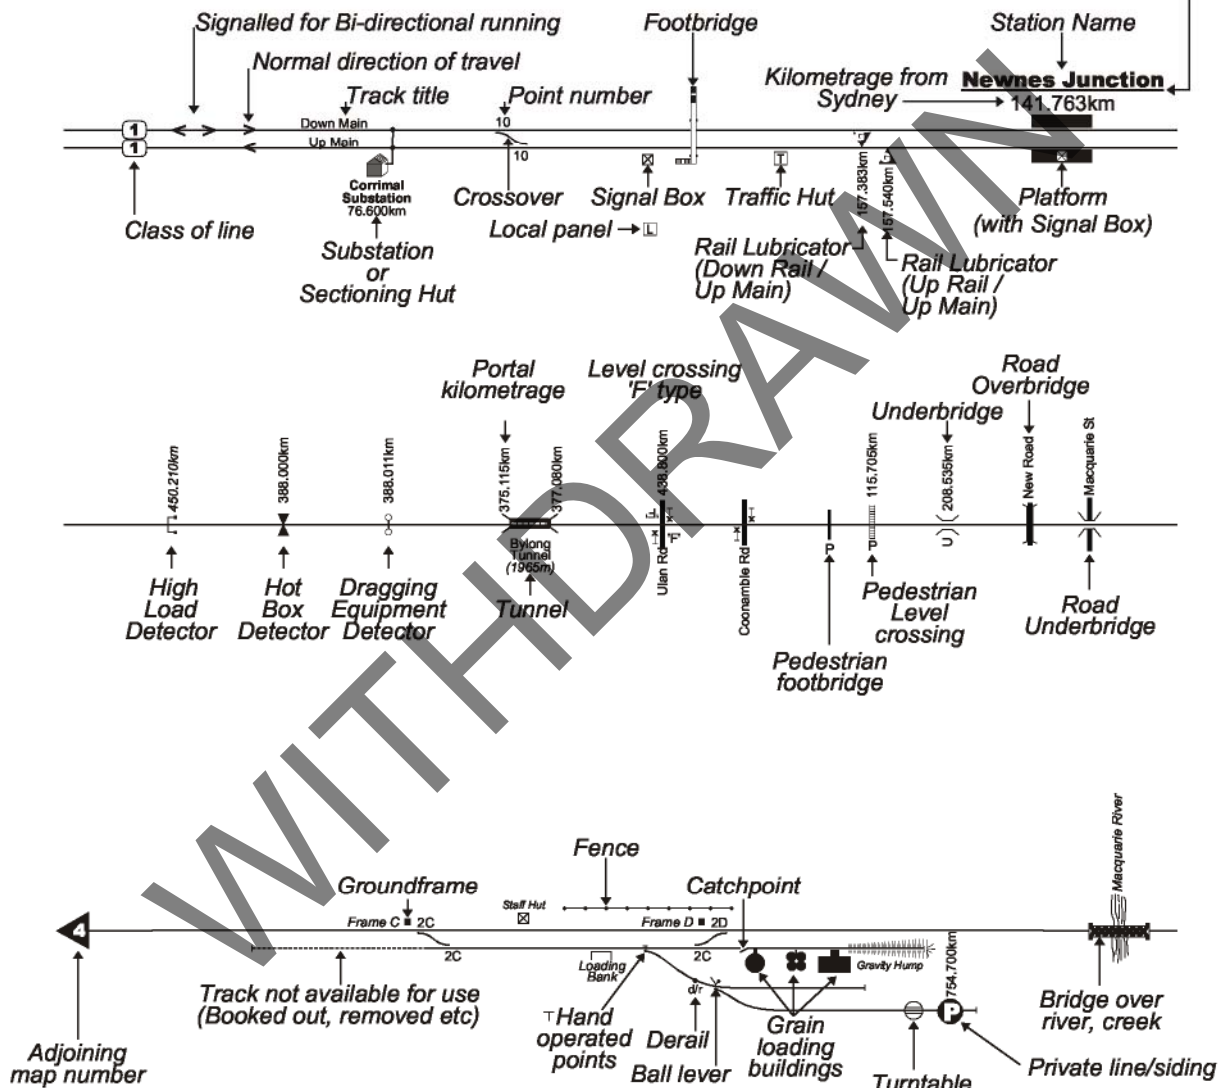 Signalled for Bi-directional running
Footbridge
Station Name
Normal direction of travel
Kilometrage from
Sydney
Newnes Junction
141.763km
Track title
Point number
1
Down Main
10
1
Up Main
10
Corrimal
Substation
76.600km
Crossover
Signal Box
T
Traffic Hut
157.383km
157.540km
Platform
(with Signal Box)
Class of line
Local panel
L
Substation
or
Sectioning Hut
Rail Lubricator
(Down Rail /
Up Main)
Rail Lubricator
(Up Rail /
Up Main)
WITHDRAWN
Portal
kilometrage
Level crossing
'F' type
Road
Overbridge
Underbridge
450.210km
388.000km
388.011km
375.115km
377.080km
438.800km
115.705km
208.535km
New Road
Macquarie St
Bylong
Tunnel
(1965m)
Ulan Rd
"F"
"F"
Coonamble Rd
P
P
U
High
Load
Detector
Hot
Box
Detector
Dragging
Equipment
Detector
Tunnel
Pedestrian
footbridge
Pedestrian
Level
crossing
Road
Underbridge
Fence
Groundframe
Staff Hut
Catchpoint
Macquarie River
4
Frame C
2C
Frame D
2D
2C
2C
Loading
Bank
Gravity Hump
754.700km
d/r
P
Track not available for use
(Booked out, removed etc)
Hand
operated
points
Derail
Ball lever
Grain
loading
buildings
Turntable
Bridge over
river, creek
Private line/siding
Adjoining
map number